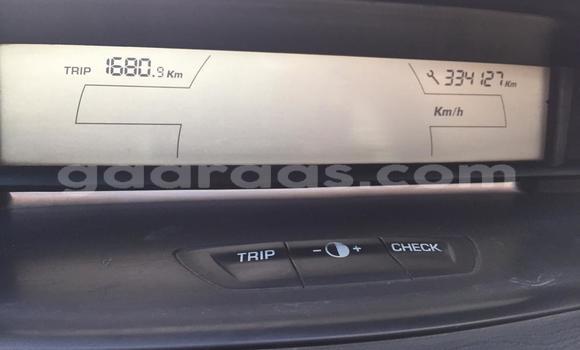 TRIP 1680.9 Km 334127 Km
Km/h
gaaraas.com
TRIP - + CHECK